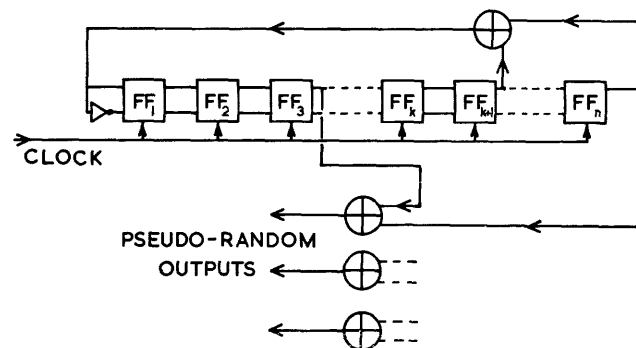 FF₁ FF₂ FF₃ FFₖ FFₖ₊₁ FFₙ
CLOCK
PSEUDO-RANDOM
OUTPUTS